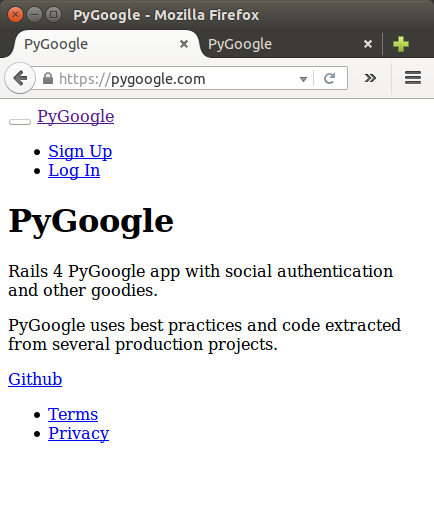 PyGoogle - Mozilla Firefox
PyGoogle
PyGoogle
https://pygoogle.com
PyGoogle
Sign Up
Log In
PyGoogle
Rails 4 PyGoogle app with social authentication
and other goodies.
PyGoogle uses best practices and code extracted
from several production projects.
Github
Terms
Privacy